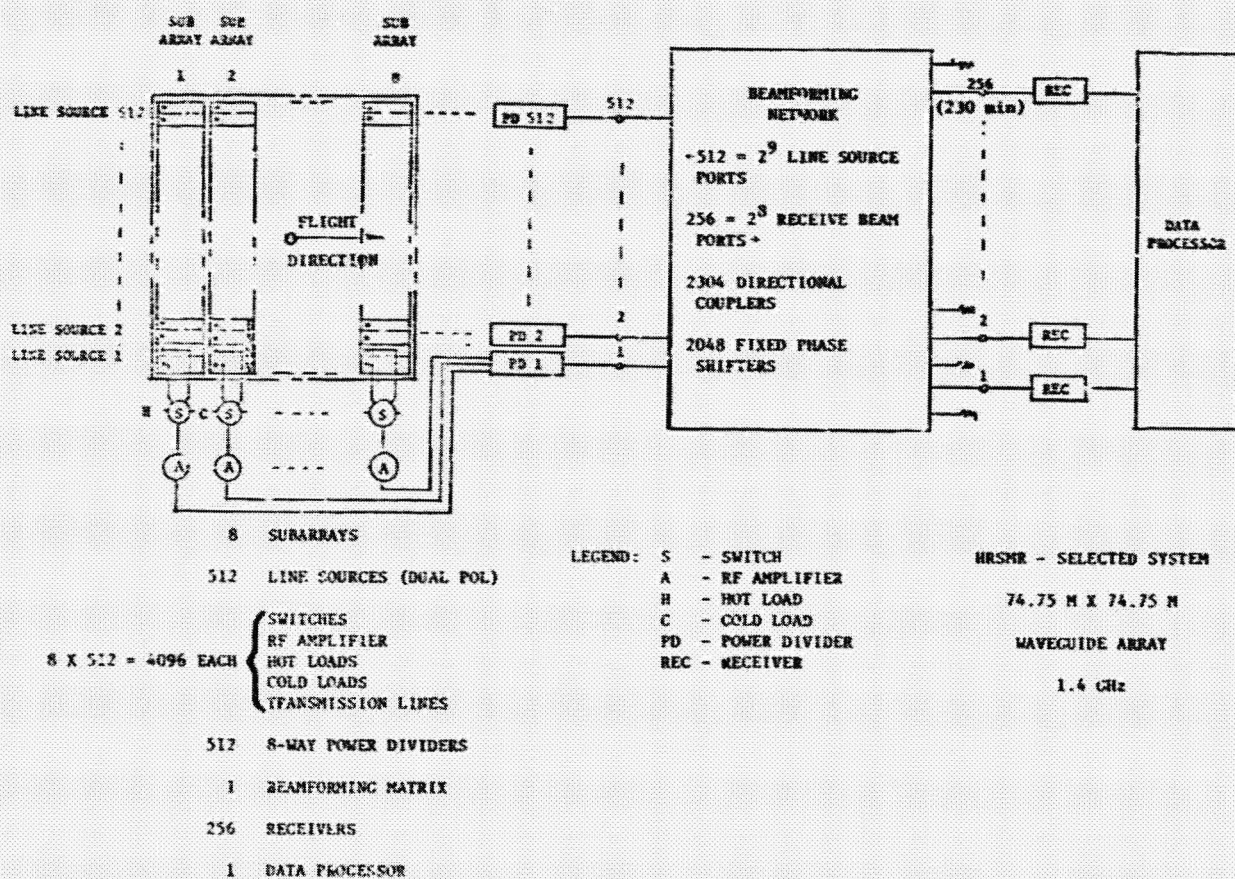 SUB SUB SUB
ARRAY ARRAY ARRAY
1 2 8
LINE SOURCE 512
PD 512
512
BEAMFORMING
NETWORK
←512 = 2⁹ LINE SOURCE
PORTS
256 = 2⁸ RECEIVE BEAM
PORTS→
2304 DIRECTIONAL
COUPLERS
2048 FIXED PHASE
SHIFTERS
256
(230 min)
REC
DATA
PROCESSOR
FLIGHT
DIRECTION
LINE SOURCE 2
PD 2
2
2
REC
LINE SOURCE 1
PD 1
1
1
REC
H S C S S
A A A
8 SUBARRAYS
512 LINE SOURCES (DUAL POL)
8 X 512 = 4096 EACH
SWITCHES
RF AMPLIFIER
HOT LOADS
COLD LOADS
TRANSMISSION LINES
512 8-WAY POWER DIVIDERS
1 BEAMFORMING MATRIX
256 RECEIVERS
1 DATA PROCESSOR
LEGEND: S - SWITCH
A - RF AMPLIFIER
H - HOT LOAD
C - COLD LOAD
PD - POWER DIVIDER
REC - RECEIVER
HRSMR - SELECTED SYSTEM
74.75 M X 74.75 M
WAVEGUIDE ARRAY
1.4 GHz